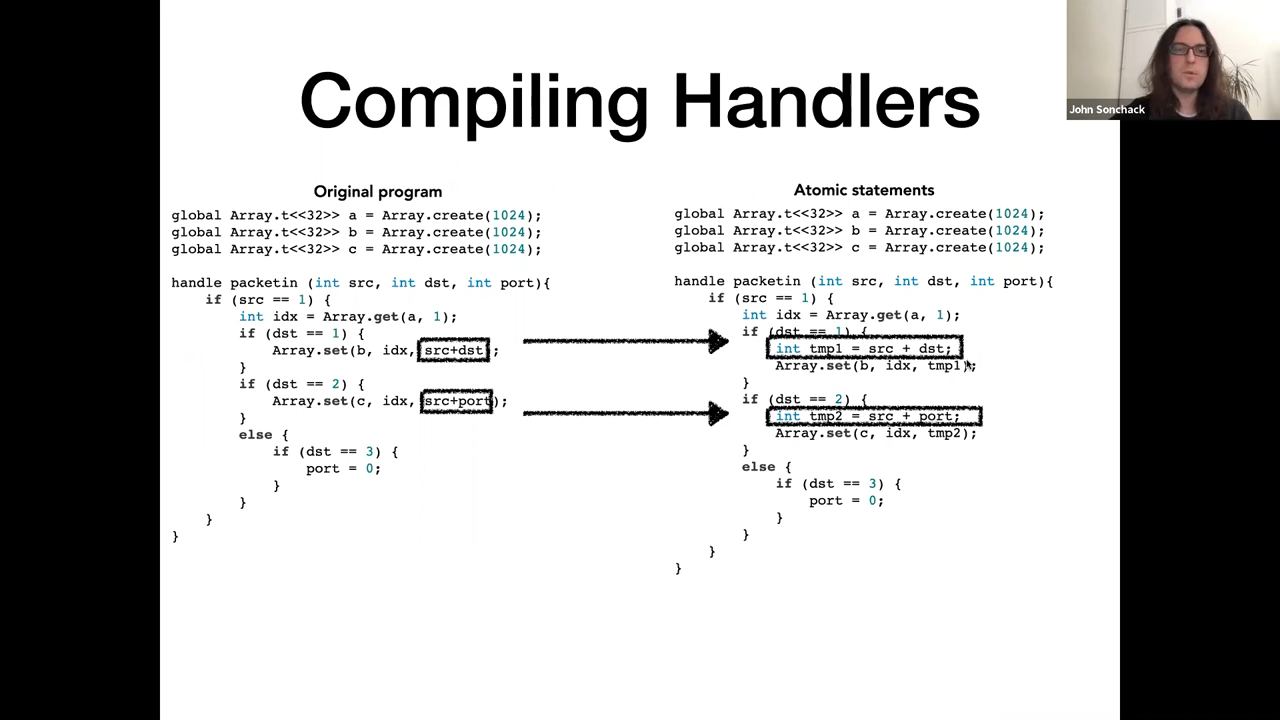 John Sonchack
Compiling Handlers
Original program
global Array.t<<32>> a = Array.create(1024);
global Array.t<<32>> b = Array.create(1024);
global Array.t<<32>> c = Array.create(1024);
handle packetin (int src, int dst, int port){
if (src == 1) {
int idx = Array.get(a, 1);
if (dst == 1) {
Array.set(b, idx, src+dst);
}
if (dst == 2) {
Array.set(c, idx, src+port);
}
else {
if (dst == 3) {
port = 0;
}
}
}
}
Atomic statements
global Array.t<<32>> a = Array.create(1024);
global Array.t<<32>> b = Array.create(1024);
global Array.t<<32>> c = Array.create(1024);
handle packetin (int src, int dst, int port){
if (src == 1) {
int idx = Array.get(a, 1);
if (dst == 1) {
int tmp1 = src + dst;
Array.set(b, idx, tmp1);
}
if (dst == 2) {
int tmp2 = src + port;
Array.set(c, idx, tmp2);
}
else {
if (dst == 3) {
port = 0;
}
}
}
}